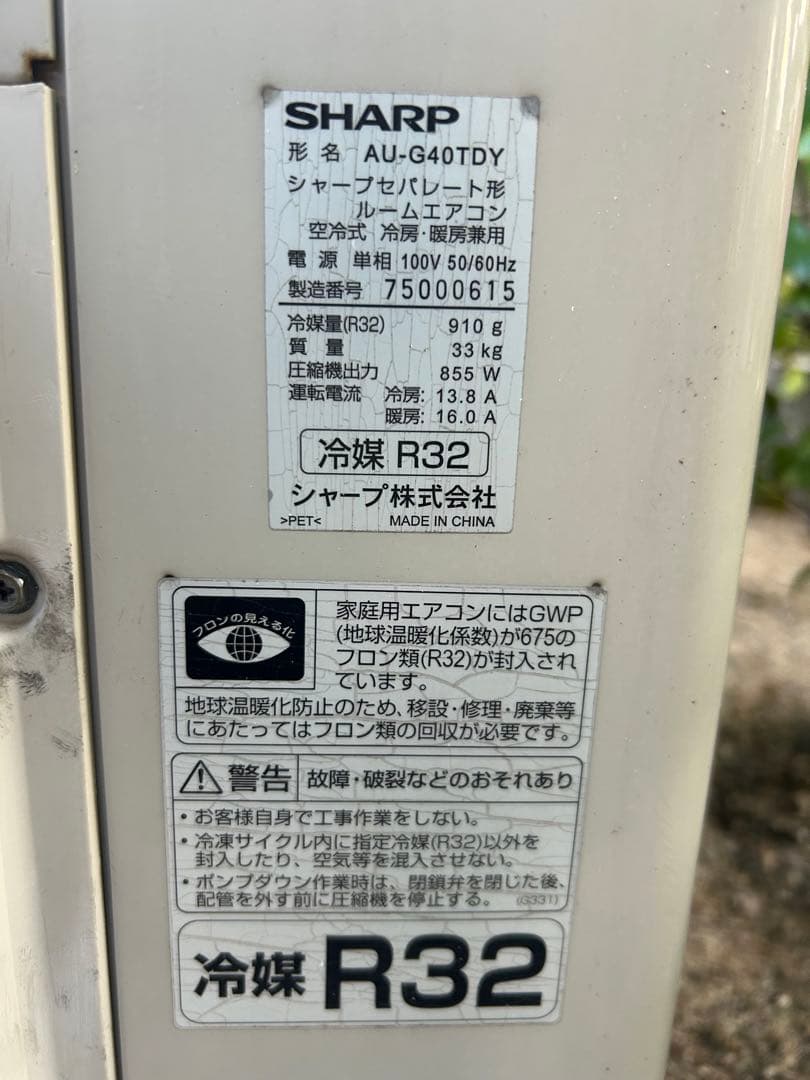 SHARP
形 名 AU-G40TDY
シャープセパレート形
ルームエアコン
空冷式 冷房・暖房兼用
電 源 単相 100V 50/60Hz
製造番号 75000615
冷媒量(R32) 910 g
質 量 33 kg
圧縮機出力 855 W
運転電流 冷房: 13.8 A
暖房: 16.0 A
冷媒 R32
シャープ株式会社
>PET< MADE IN CHINA
フロンの見える化
家庭用エアコンにはGWP
(地球温暖化係数)が675の
フロン類(R32)が封入され
ています。
地球温暖化防止のため、移設・修理・廃棄等
にあたってはフロン類の回収が必要です。
警告 故障・破裂などのおそれあり
・お客様自身で工事作業をしない。
・冷凍サイクル内に指定冷媒(R32)以外を
封入したり、空気等を混入させない。
・ポンプダウン作業時は、閉鎖弁を閉じた後、
配管を外す前に圧縮機を停止する。 (G331)
冷媒 R32